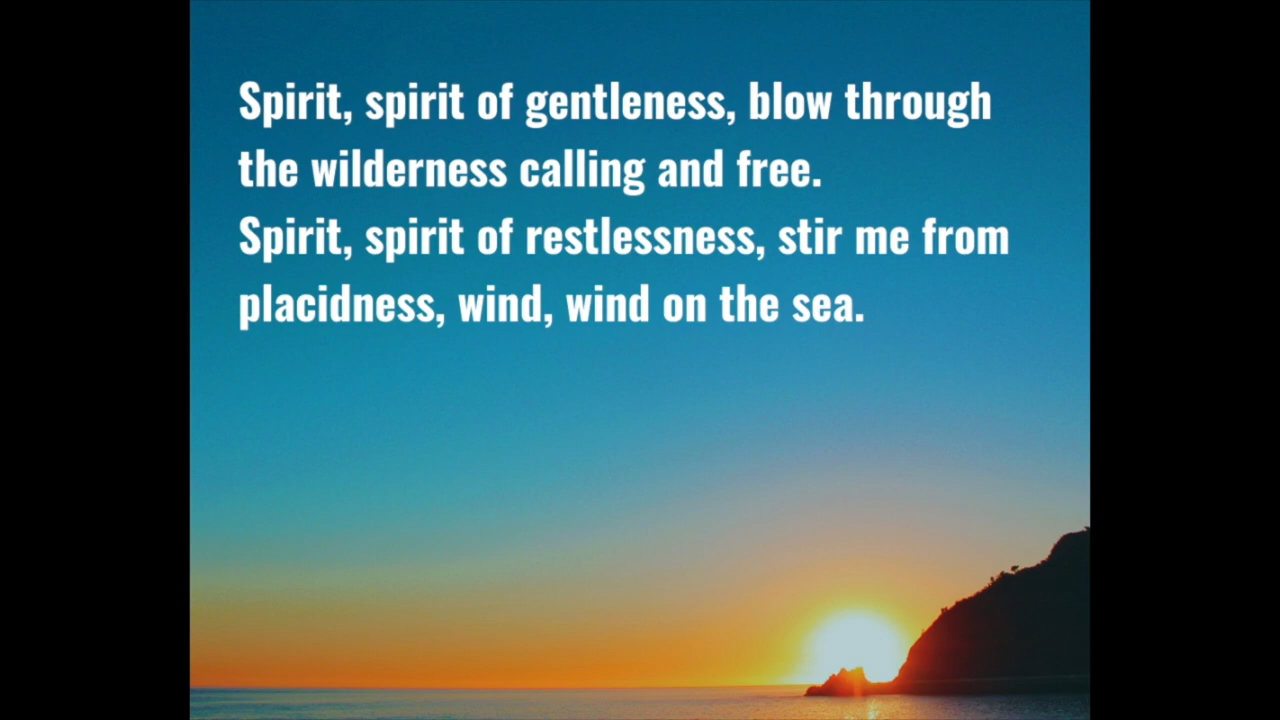 Spirit, spirit of gentleness, blow through
the wilderness calling and free.
Spirit, spirit of restlessness, stir me from
placidness, wind, wind on the sea.